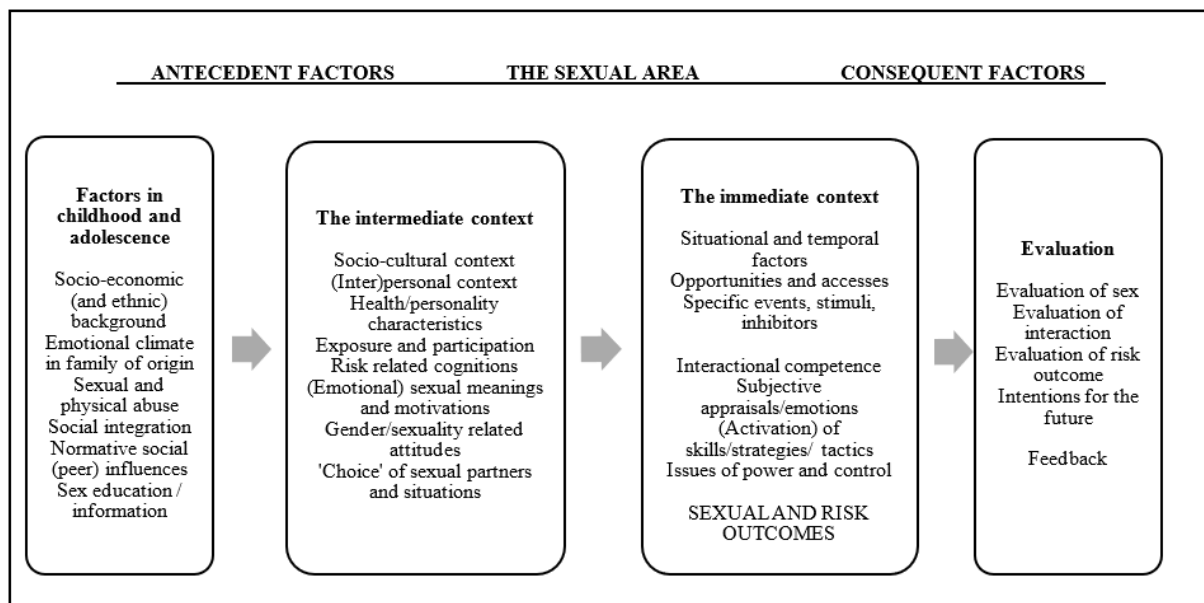 ANTECEDENT FACTORS THE SEXUAL AREA CONSEQUENT FACTORS
Factors in
childhood and
adolescence
Socio-economic
(and ethnic)
background
Emotional climate
in family of origin
Sexual and
physical abuse
Social integration
Normative social
(peer) influences
Sex education /
information
The intermediate context
Socio-cultural context
(Inter)personal context
Health/personality
characteristics
Exposure and participation
Risk related cognitions
(Emotional) sexual meanings
and motivations
Gender/sexuality related
attitudes
'Choice' of sexual partners
and situations
The immediate context
Situational and temporal
factors
Opportunities and accesses
Specific events, stimuli,
inhibitors
Interactional competence
Subjective
appraisals/emotions
(Activation) of
skills/strategies/ tactics
Issues of power and control
SEXUAL AND RISK
OUTCOMES
Evaluation
Evaluation of sex
Evaluation of
interaction
Evaluation of risk
outcome
Intentions for the
future
Feedback